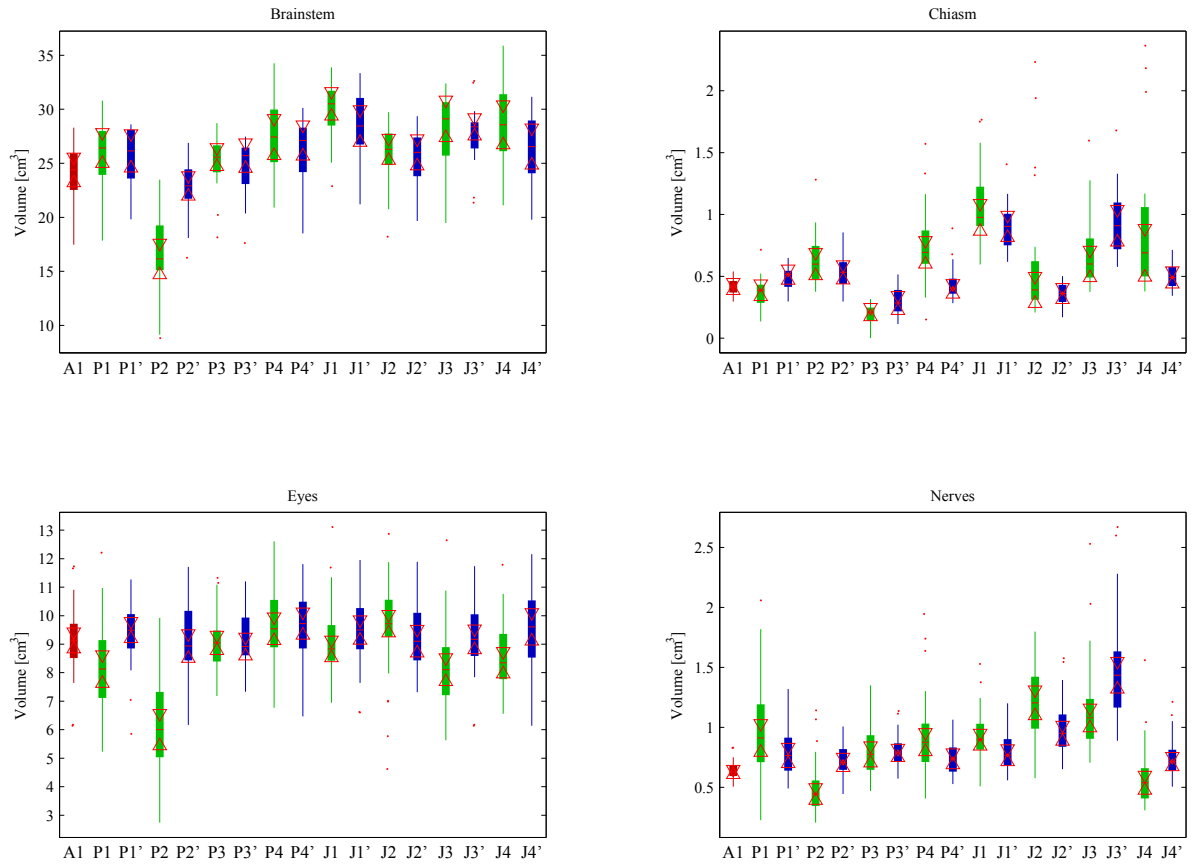 Brainstem
Volume [cm³]
35
30
25
20
15
10
A1 P1 P1’ P2 P2’ P3 P3’ P4 P4’ J1 J1’ J2 J2’ J3 J3’ J4 J4’
Chiasm
Volume [cm³]
2
1.5
1
0.5
0
A1 P1 P1’ P2 P2’ P3 P3’ P4 P4’ J1 J1’ J2 J2’ J3 J3’ J4 J4’
Eyes
Volume [cm³]
13
12
11
10
9
8
7
6
5
4
3
A1 P1 P1’ P2 P2’ P3 P3’ P4 P4’ J1 J1’ J2 J2’ J3 J3’ J4 J4’
Nerves
Volume [cm³]
2.5
2
1.5
1
0.5
A1 P1 P1’ P2 P2’ P3 P3’ P4 P4’ J1 J1’ J2 J2’ J3 J3’ J4 J4’